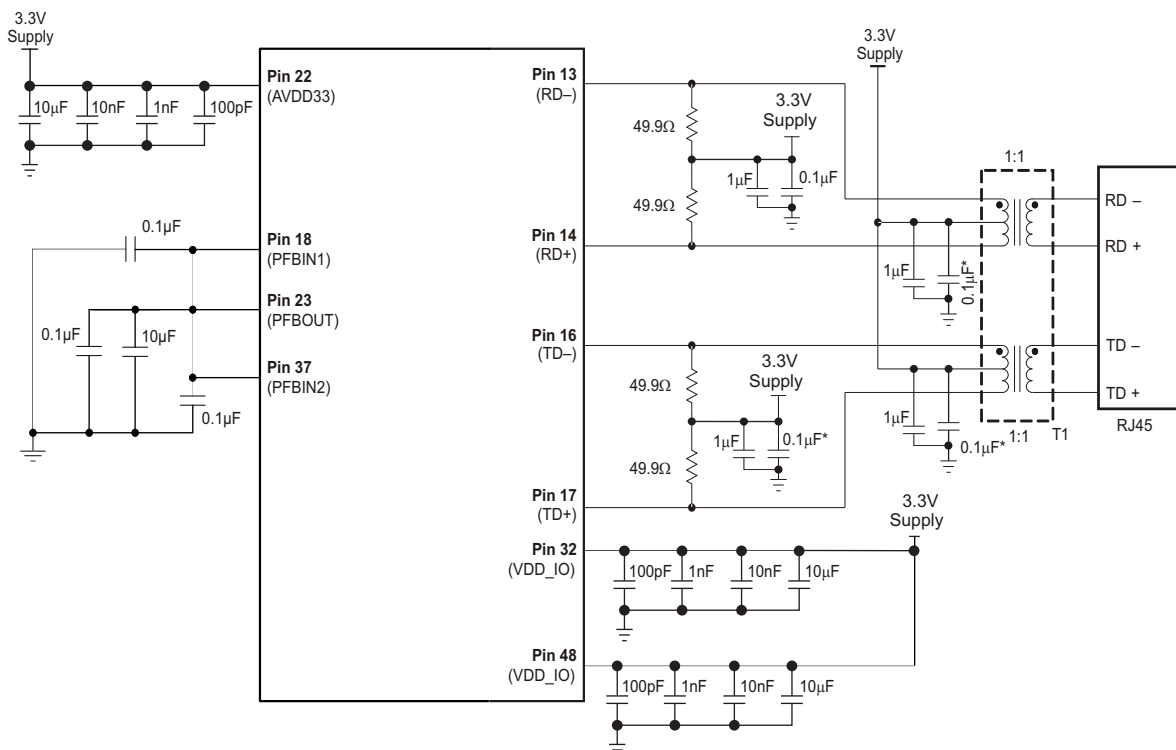 3.3V
Supply
10μF
10nF
1nF
100pF
Pin 22
(AVDD33)
0.1µF
Pin 18
(PFBIN1)
Pin 23
(PFBOUT)
0.1µF
10µF
Pin 37
(PFBIN2)
0.1µF
Pin 13
(RD–)
49.9Ω
3.3V
Supply
1μF
0.1μF
49.9Ω
Pin 14
(RD+)
Pin 16
(TD–)
49.9Ω
3.3V
Supply
1μF
0.1μF*
49.9Ω
Pin 17
(TD+)
3.3V
Supply
1:1
RD –
RD +
1μF
0.1μF*
TD –
TD +
1μF
0.1μF*
1:1
T1
RJ45
Pin 32
(VDD_IO)
3.3V
Supply
100pF
1nF
10nF
10μF
Pin 48
(VDD_IO)
100pF
1nF
10nF
10μF